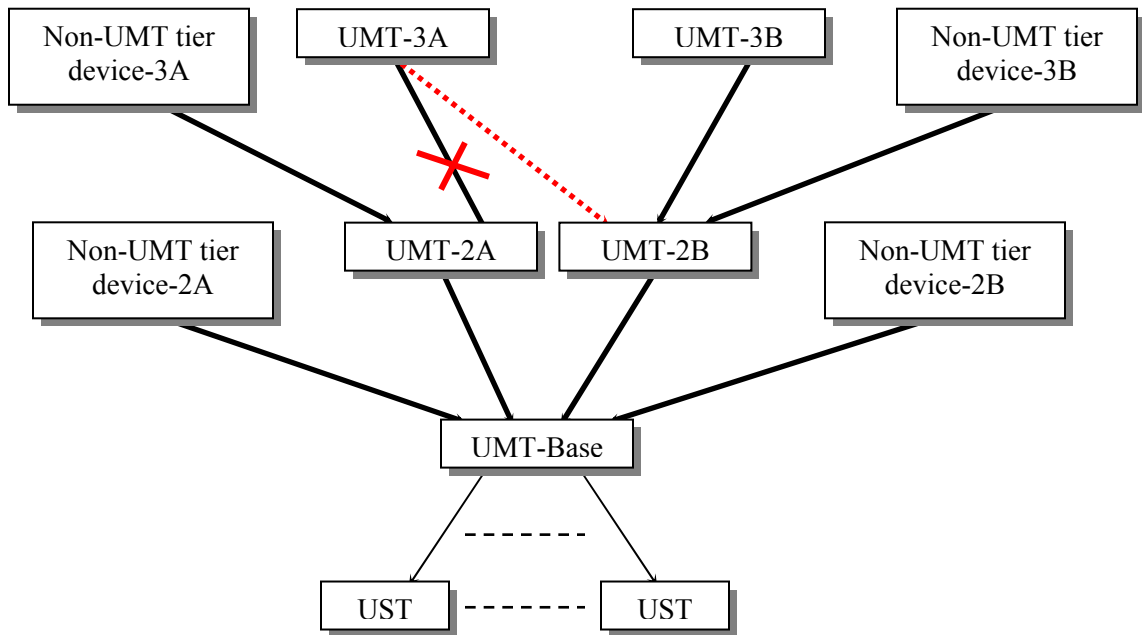 Non-UMT tier
device-3A
UMT-3A
UMT-3B
Non-UMT tier
device-3B
Non-UMT tier
device-2A
UMT-2A
UMT-2B
Non-UMT tier
device-2B
UMT-Base
UST
UST